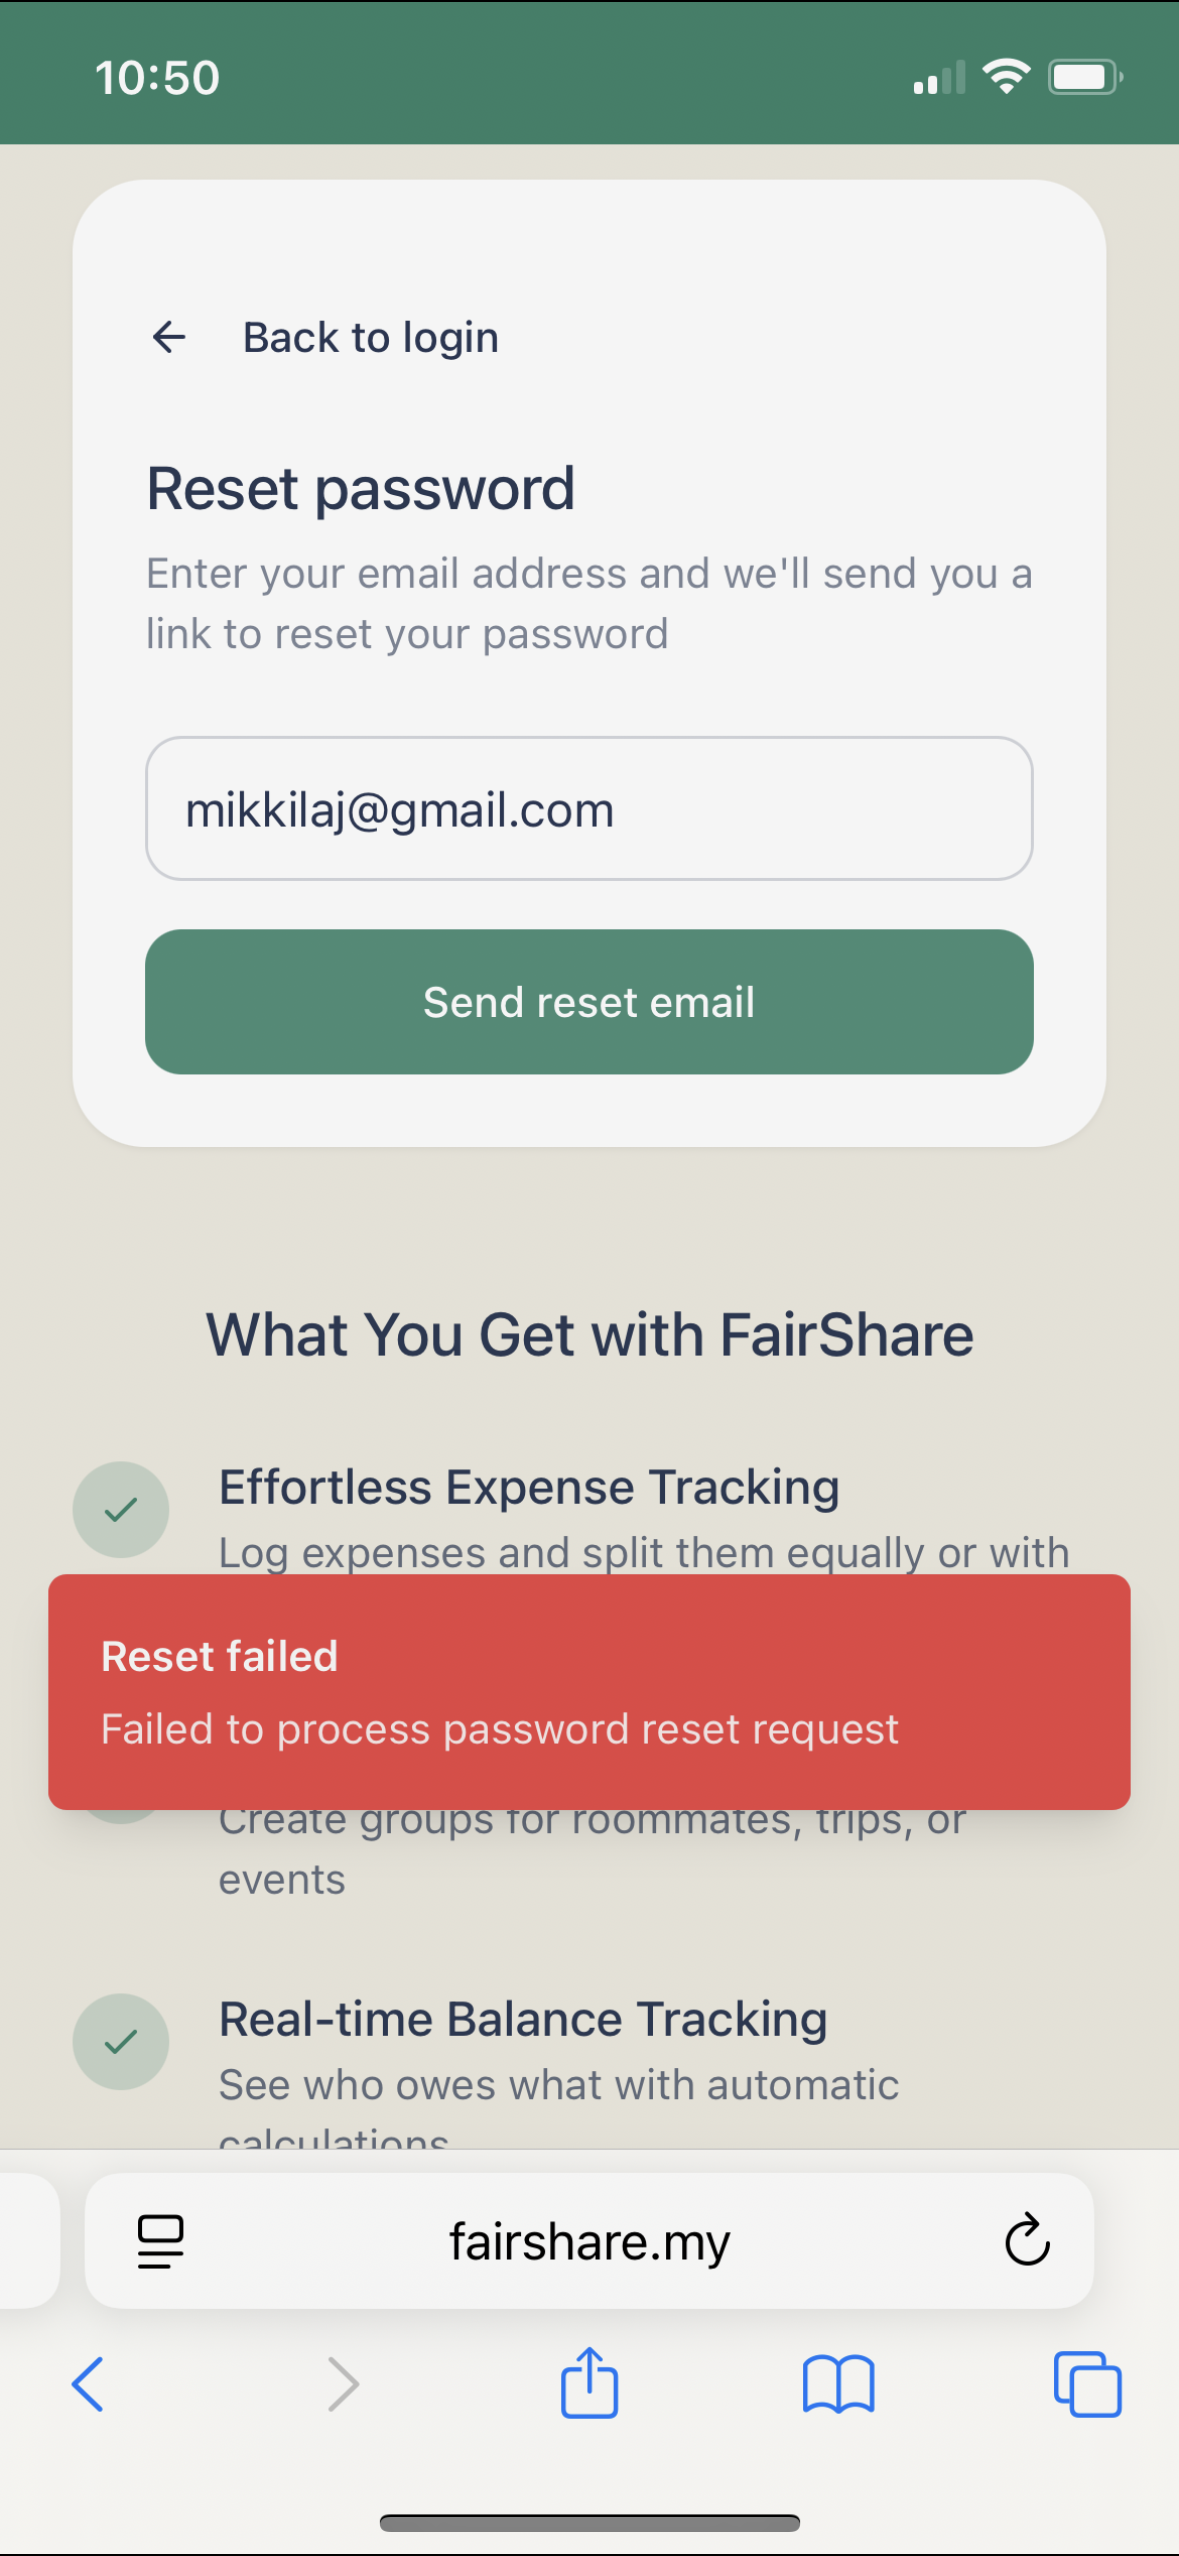 10:50
Back to login
Reset password
Enter your email address and we'll send you a
link to reset your password
mikkilaj@gmail.com
Send reset email
What You Get with FairShare
Effortless Expense Tracking
Log expenses and split them equally or with
Reset failed
Failed to process password reset request
Create groups for roommates, trips, or
events
Real-time Balance Tracking
See who owes what with automatic
calculations
fairshare.my